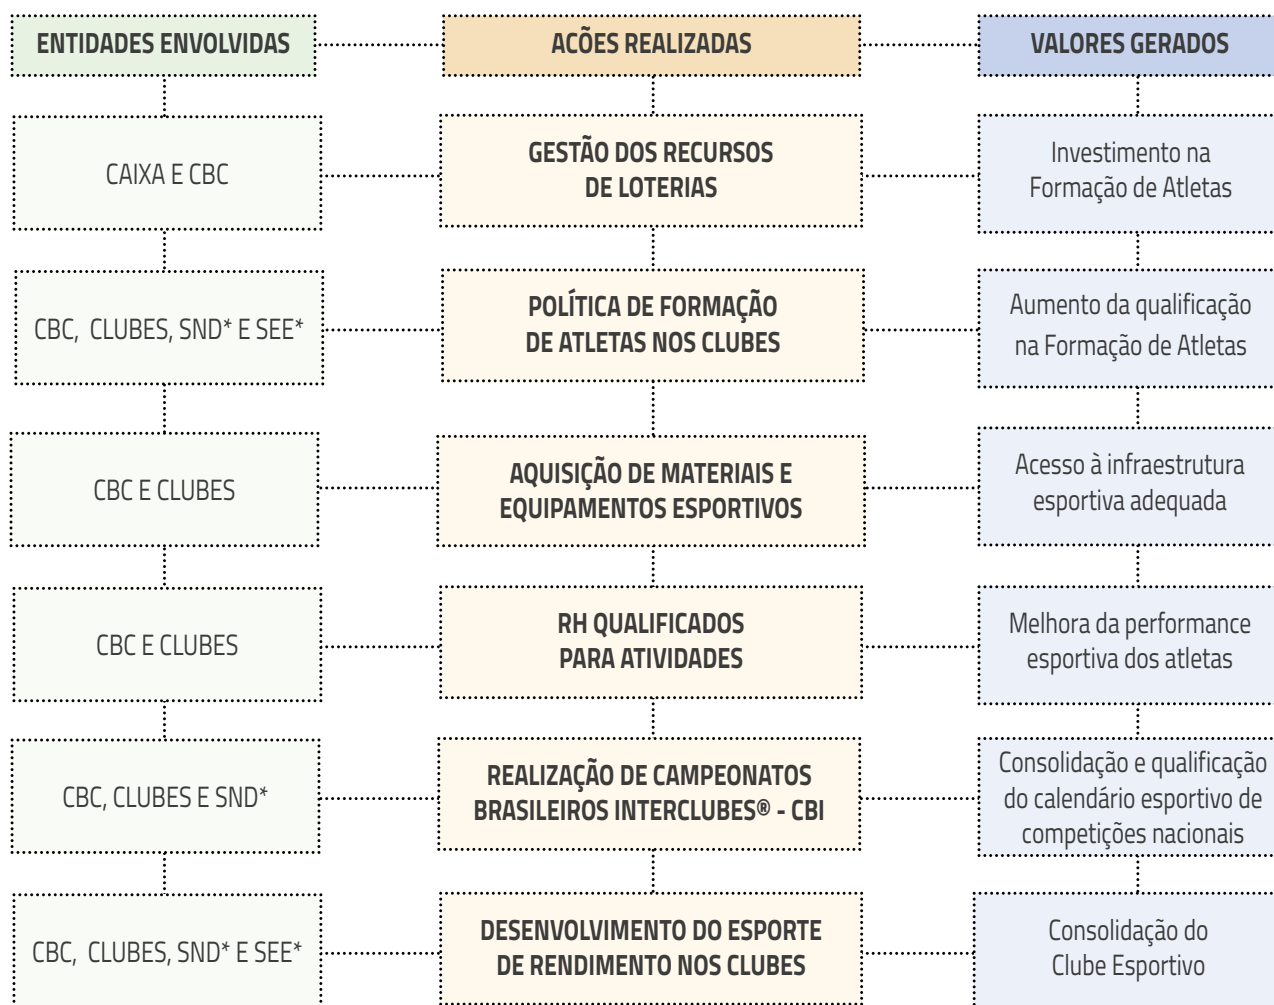 ENTIDADES ENVOLVIDAS
ACÕES REALIZADAS
VALORES GERADOS
CAIXA E CBC
GESTÃO DOS RECURSOS
DE LOTERIAS
Investimento na
Formação de Atletas
CBC, CLUBES, SND* E SEE*
POLÍTICA DE FORMAÇÃO
DE ATLETAS NOS CLUBES
Aumento da qualificação
na Formação de Atletas
CBC E CLUBES
AQUISIÇÃO DE MATERIAIS E
EQUIPAMENTOS ESPORTIVOS
Acesso à infraestrutura
esportiva adequada
CBC E CLUBES
RH QUALIFICADOS
PARA ATIVIDADES
Melhora da performance
esportiva dos atletas
CBC, CLUBES E SND*
REALIZAÇÃO DE CAMPEONATOS
BRASILEIROS INTERCLUBES® - CBI
Consolidação e qualificação
do calendário esportivo de
competições nacionais
CBC, CLUBES, SND* E SEE*
DESENVOLVIMENTO DO ESPORTE
DE RENDIMENTO NOS CLUBES
Consolidação do
Clube Esportivo